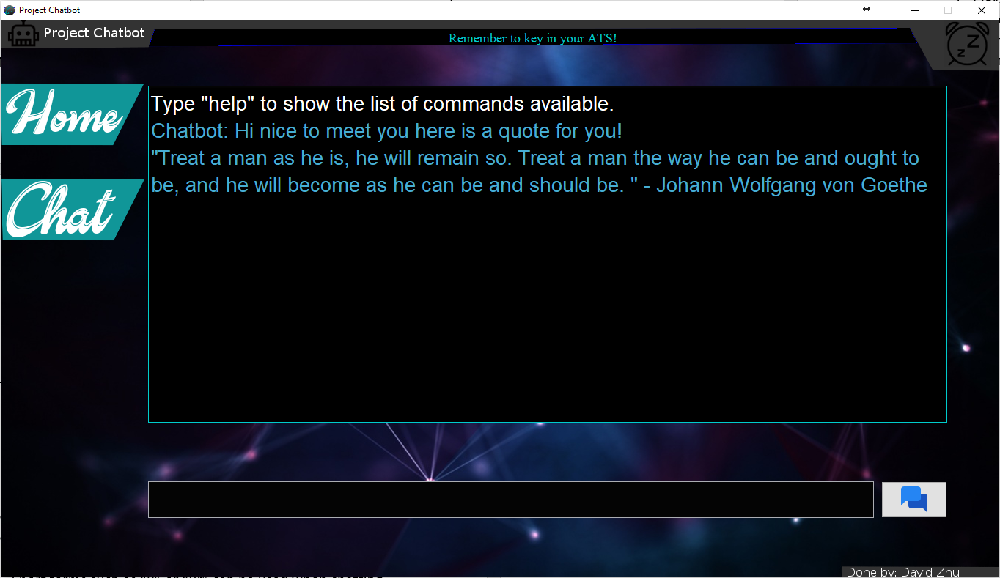 Project Chatbot
Project Chatbot
Remember to key in your ATS!
Home
Type "help" to show the list of commands available.
Chatbot: Hi nice to meet you here is a quote for you!
"Treat a man as he is, he will remain so. Treat a man the way he can be and ought to
be, and he will become as he can be and should be. " - Johann Wolfgang von Goethe
Chat
Done by: David Zhu